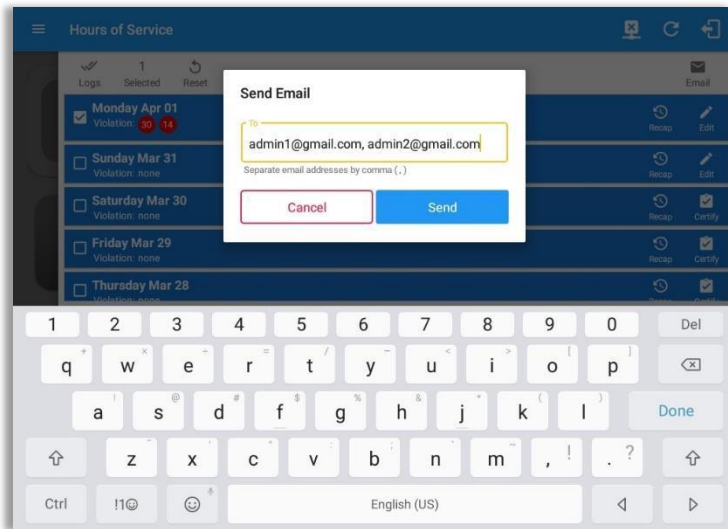 Hours of Service
Logs
1
Selected
Reset
Email
Monday Apr 01
Violation: 30 14
Recap
Edit
Sunday Mar 31
Violation: none
Recap
Edit
Saturday Mar 30
Violation: none
Recap
Certify
Friday Mar 29
Violation: none
Recap
Certify
Thursday Mar 28
Violation: none
Send Email
To
admin1@gmail.com, admin2@gmail.com
Separate email addresses by comma (,)
Cancel Send
1 2 3 4 5 6 7 8 9 0 Del
q w e r t y u i o p
a s d f g h j k l Done
z x c v b n m , ! . ?
Ctrl !1☺ English (US)